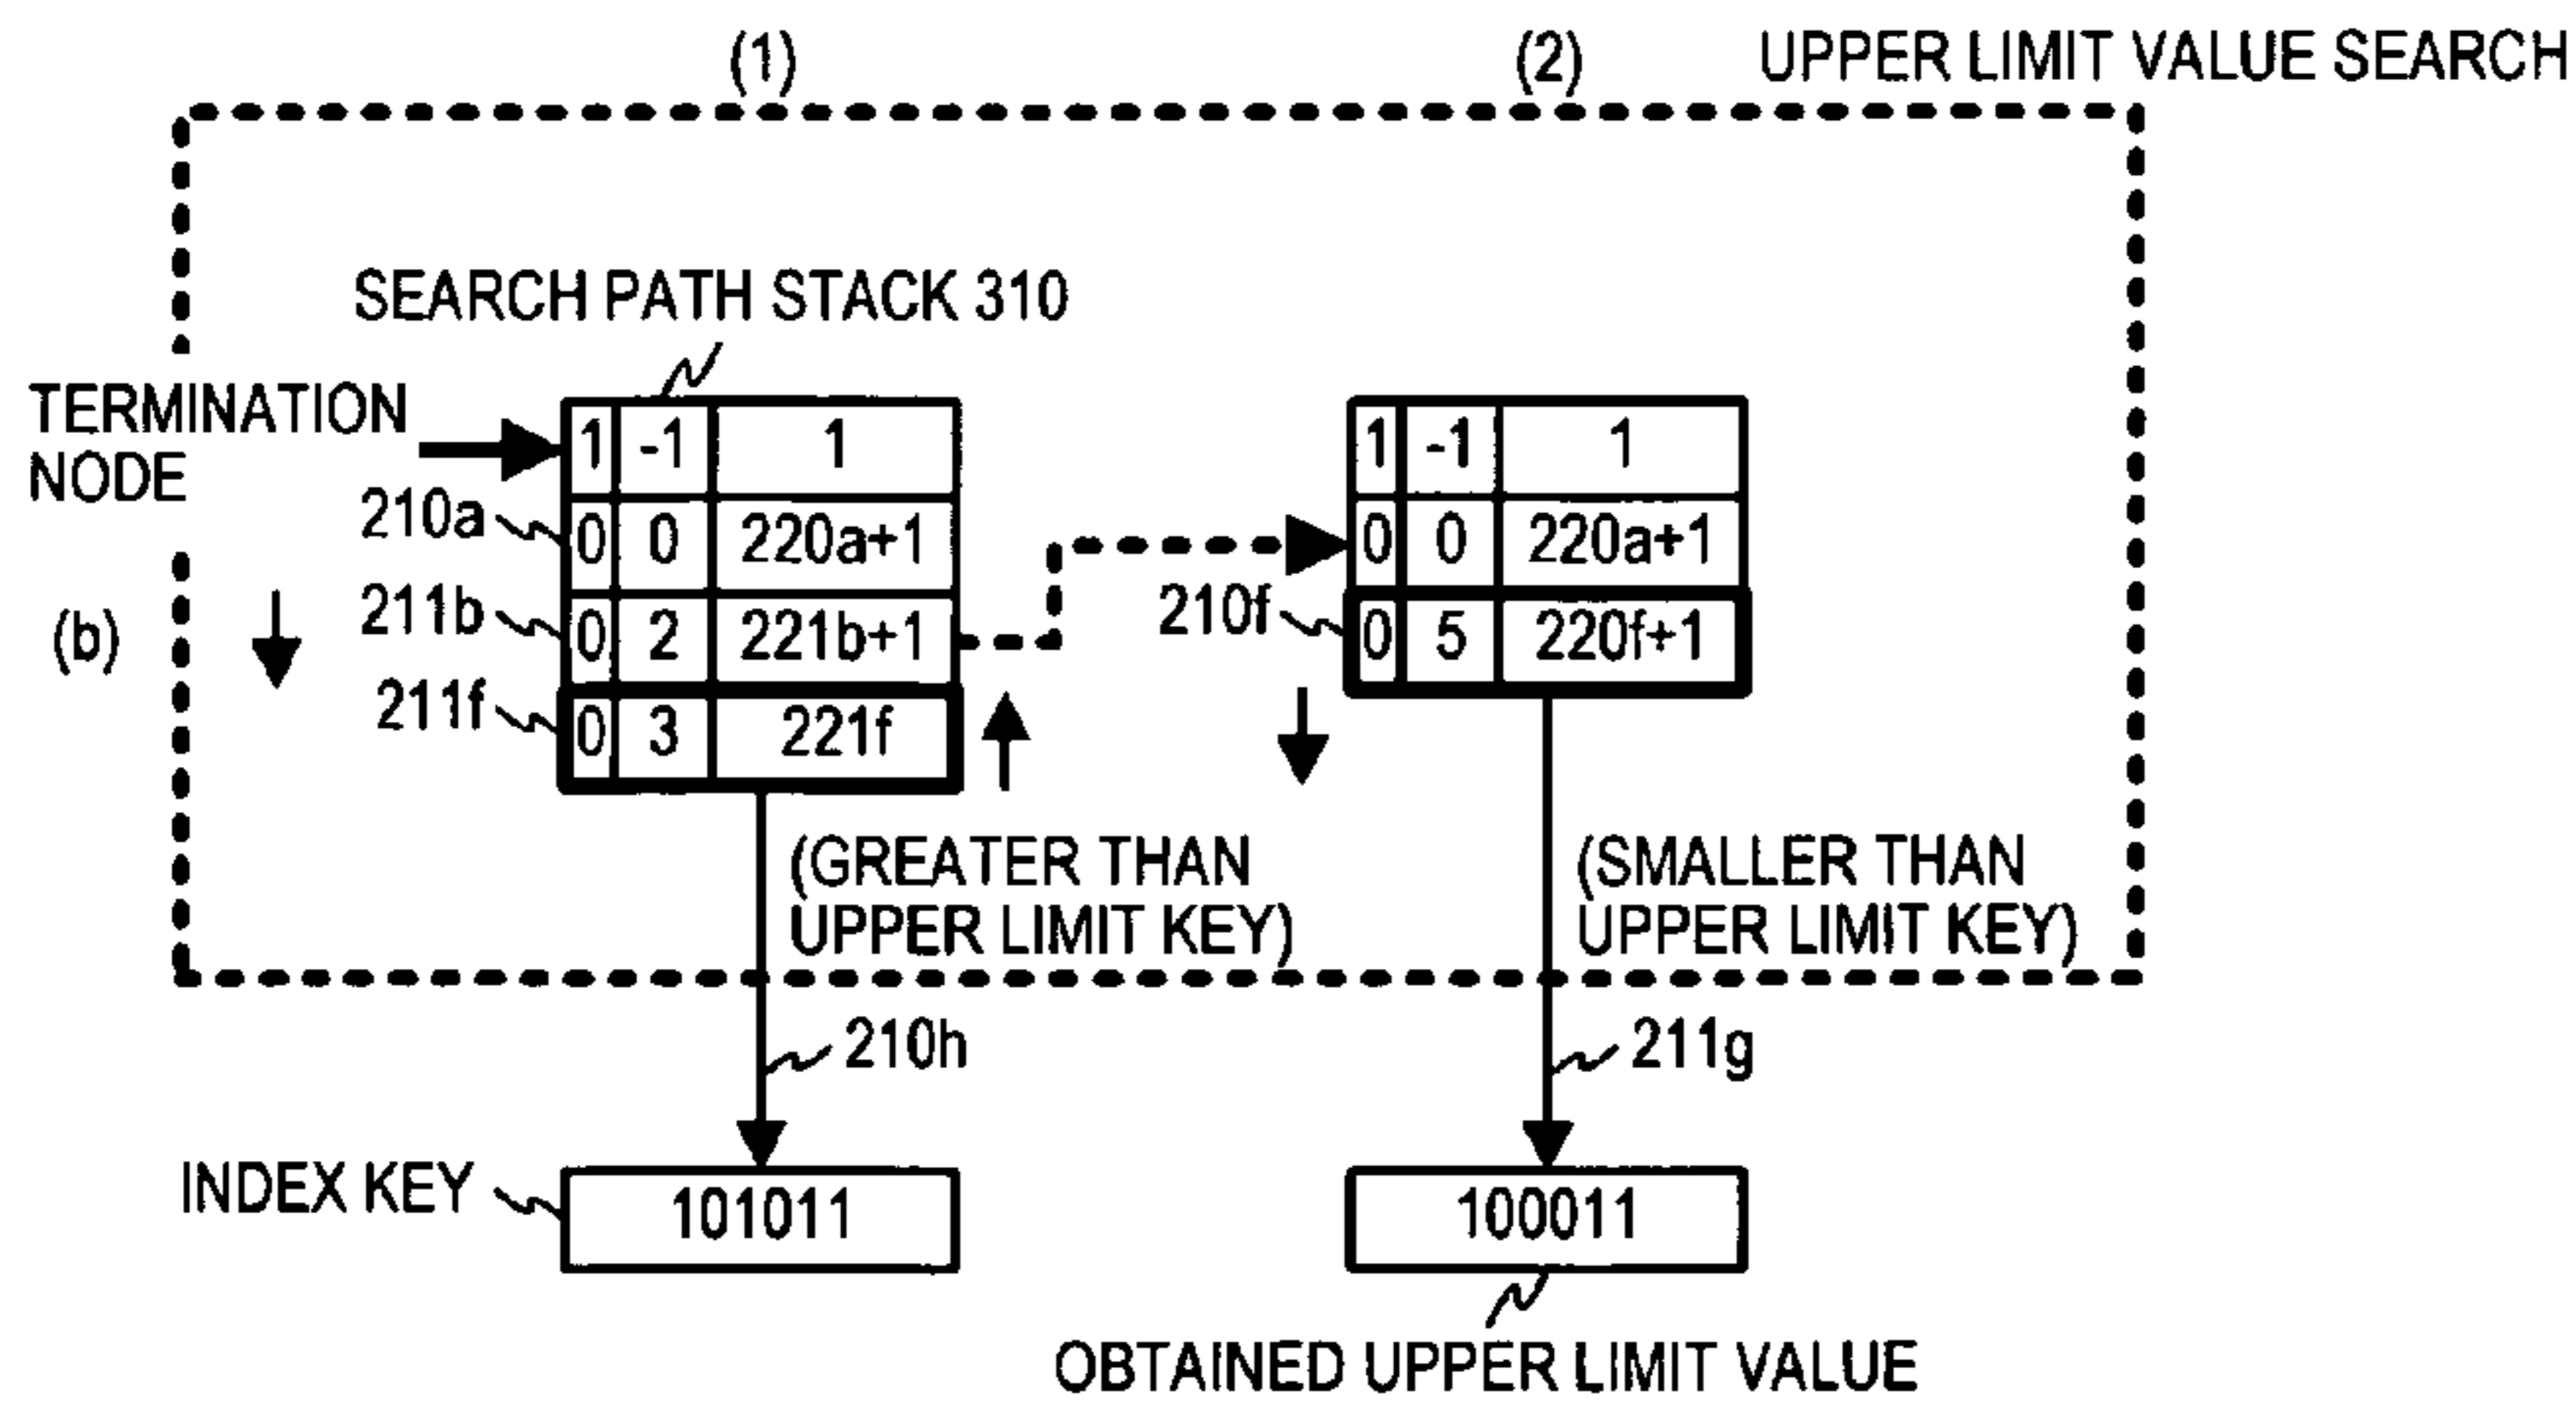 (1)
(2)
UPPER LIMIT VALUE SEARCH
SEARCH PATH STACK 310
TERMINATION
NODE
1 -1 1
210a 0 0 220a+1
211b 0 2 221b+1
211f 0 3 221f
1 -1 1
0 0 220a+1
210f 0 5 220f+1
(b)
(GREATER THAN
UPPER LIMIT KEY)
(SMALLER THAN
UPPER LIMIT KEY)
210h
211g
INDEX KEY
101011
100011
OBTAINED UPPER LIMIT VALUE